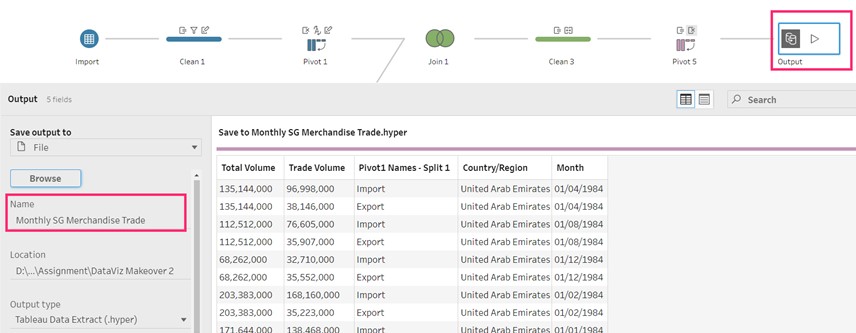 Import
Clean 1
Pivot 1
Join 1
Clean 3
Pivot 5
Output
Output 5 fields
Search
Save output to
File
Browse
Name
Monthly SG Merchandise Trade
Location
D:\...\Assignment\DataViz Makeover 2
Output type
Tableau Data Extract (.hyper)
Save to Monthly SG Merchandise Trade.hyper
Total Volume Trade Volume Pivot1 Names - Split 1 Country/Region Month
135,144,000 96,998,000 Import United Arab Emirates 01/04/1984
135,144,000 38,146,000 Export United Arab Emirates 01/04/1984
112,512,000 76,605,000 Import United Arab Emirates 01/08/1984
112,512,000 35,907,000 Export United Arab Emirates 01/08/1984
68,262,000 32,710,000 Import United Arab Emirates 01/12/1984
68,262,000 35,552,000 Export United Arab Emirates 01/12/1984
203,383,000 168,160,000 Import United Arab Emirates 01/02/1984
203,383,000 35,223,000 Export United Arab Emirates 01/02/1984
171,644,000 138,468,000 Import United Arab Emirates 01/01/1984